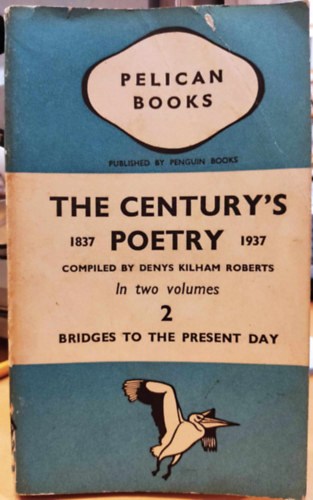 PELICAN
BOOKS
PUBLISHED BY PENGUIN BOOKS
THE CENTURY'S
1837 POETRY 1937
COMPILED BY DENYS KILHAM ROBERTS
In two volumes
2
BRIDGES TO THE PRESENT DAY